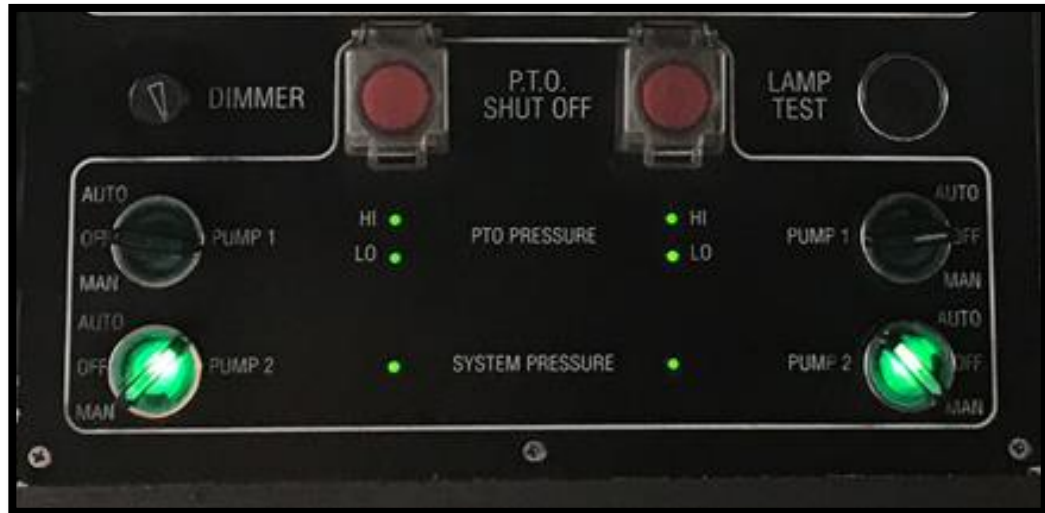 DIMMER
P.T.O.
SHUT OFF
LAMP
TEST
AUTO
OFF
MAN
PUMP 1
HI
LO
PTO PRESSURE
HI
LO
PUMP 1
AUTO
OFF
MAN
AUTO
OFF
MAN
PUMP 2
SYSTEM PRESSURE
PUMP 2
AUTO
OFF
MAN